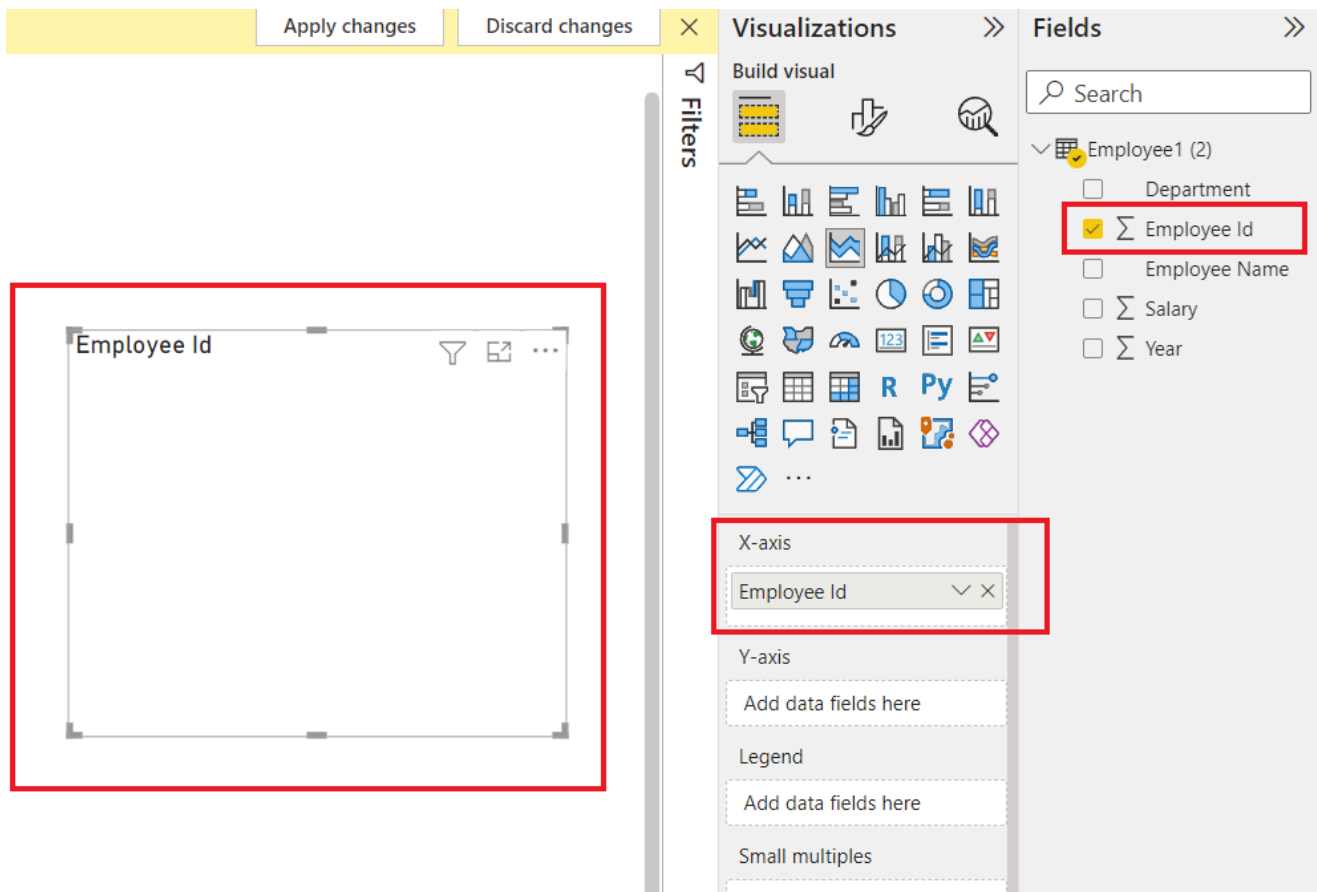 Apply changes
Discard changes
Filters
Employee Id
Visualizations
Build visual
123
R
Py
X-axis
Employee Id
Y-axis
Add data fields here
Legend
Add data fields here
Small multiples
Fields
Search
Employee1 (2)
Department
Employee Id
Employee Name
Salary
Year